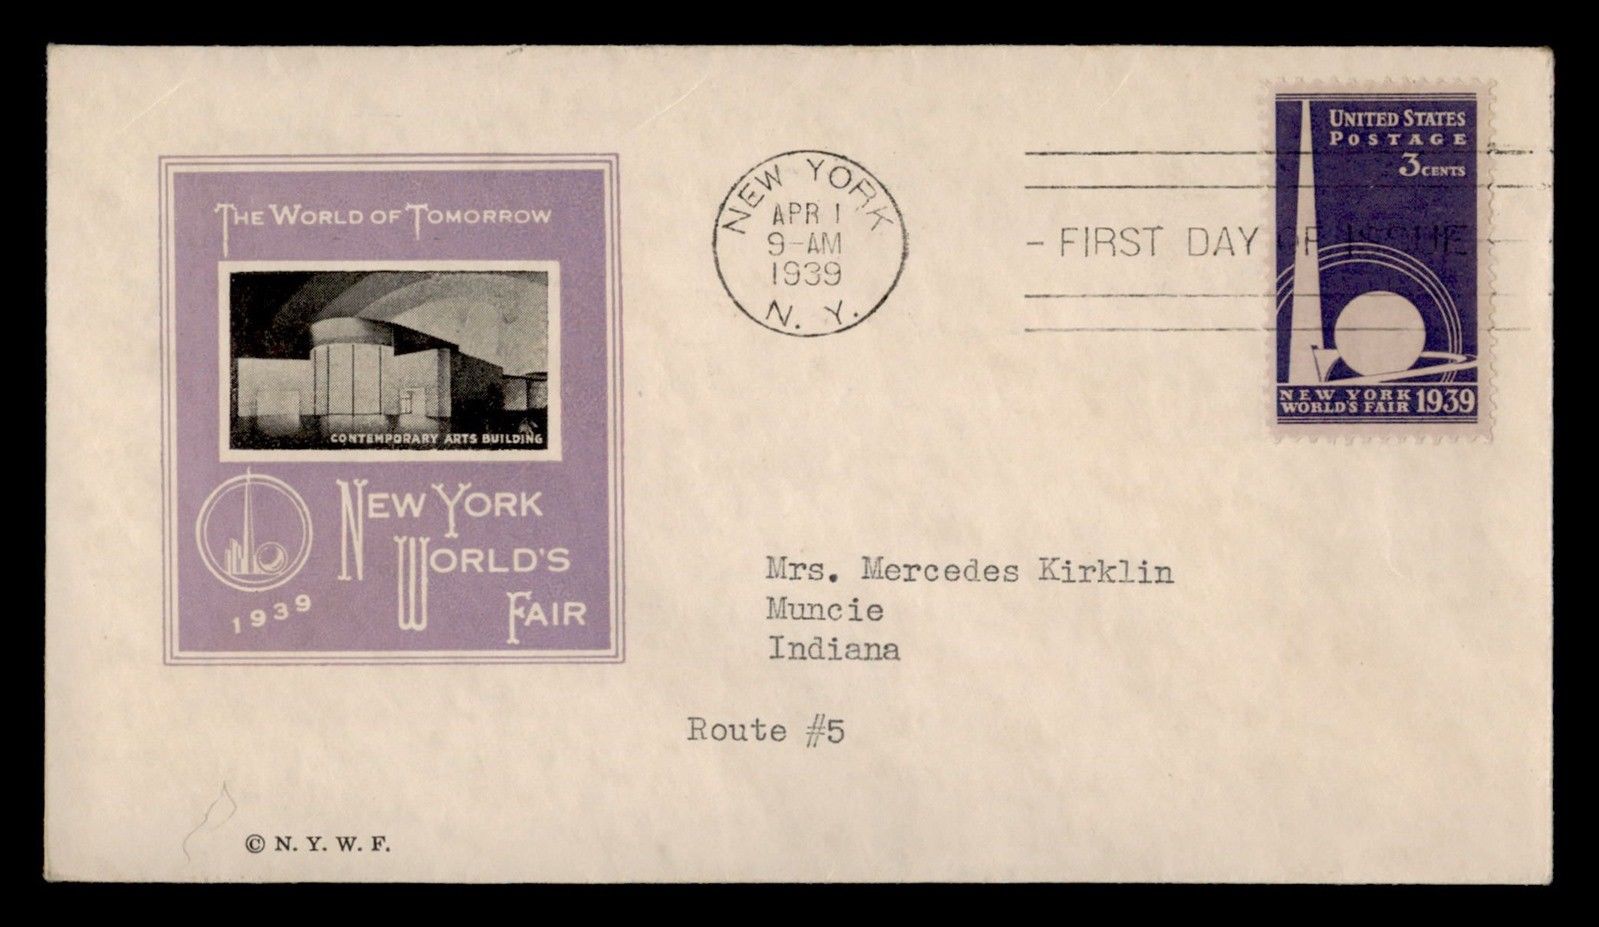 THE WORLD OF TOMORROW
CONTEMPORARY ARTS BUILDING
NEW YORK
WORLD'S
FAIR
1939
NEW YORK
APR 1
9-AM
1939
N. Y.
- FIRST DAY OF ISSUE -
UNITED STATES
POSTAGE
3 CENTS
NEW YORK
WORLD'S FAIR 1939
Mrs. Mercedes Kirklin
Muncie
Indiana
Route #5
© N. Y. W. F.